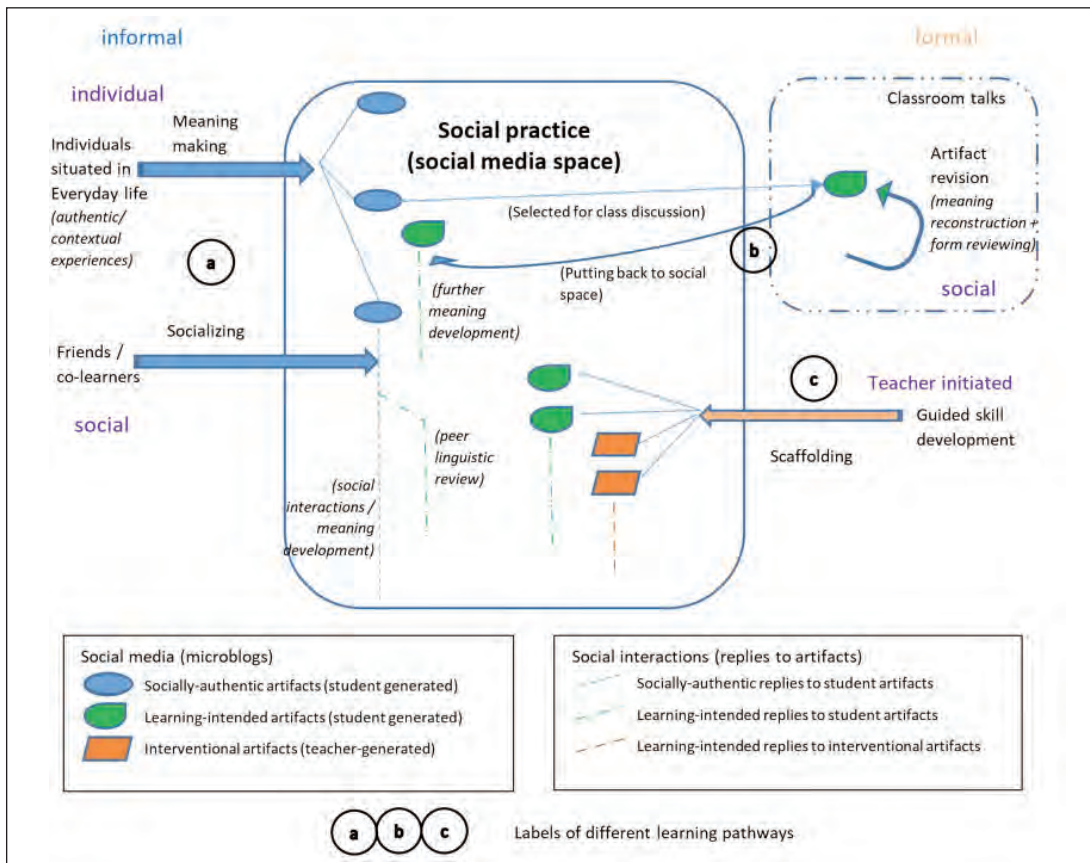 informal
formal
individual
Meaning
making
Individuals
situated in
Everyday life
(authentic/
contextual
experiences)
a
Socializing
Friends /
co-learners
social
Social practice
(social media space)
(Selected for class discussion)
(Putting back to social
space)
(further
meaning
development)
(peer
linguistic
review)
(social
interactions /
meaning
development)
b
Classroom talks
Artifact
revision
(meaning
reconstruction +
form reviewing)
social
c
Teacher initiated
Guided skill
development
Scaffolding
Social media (microblogs)
Socially-authentic artifacts (student generated)
Learning-intended artifacts (student generated)
Interventional artifacts (teacher-generated)
Social interactions (replies to artifacts)
Socially-authentic replies to student artifacts
Learning-intended replies to student artifacts
Learning-intended replies to interventional artifacts
a b c Labels of different learning pathways